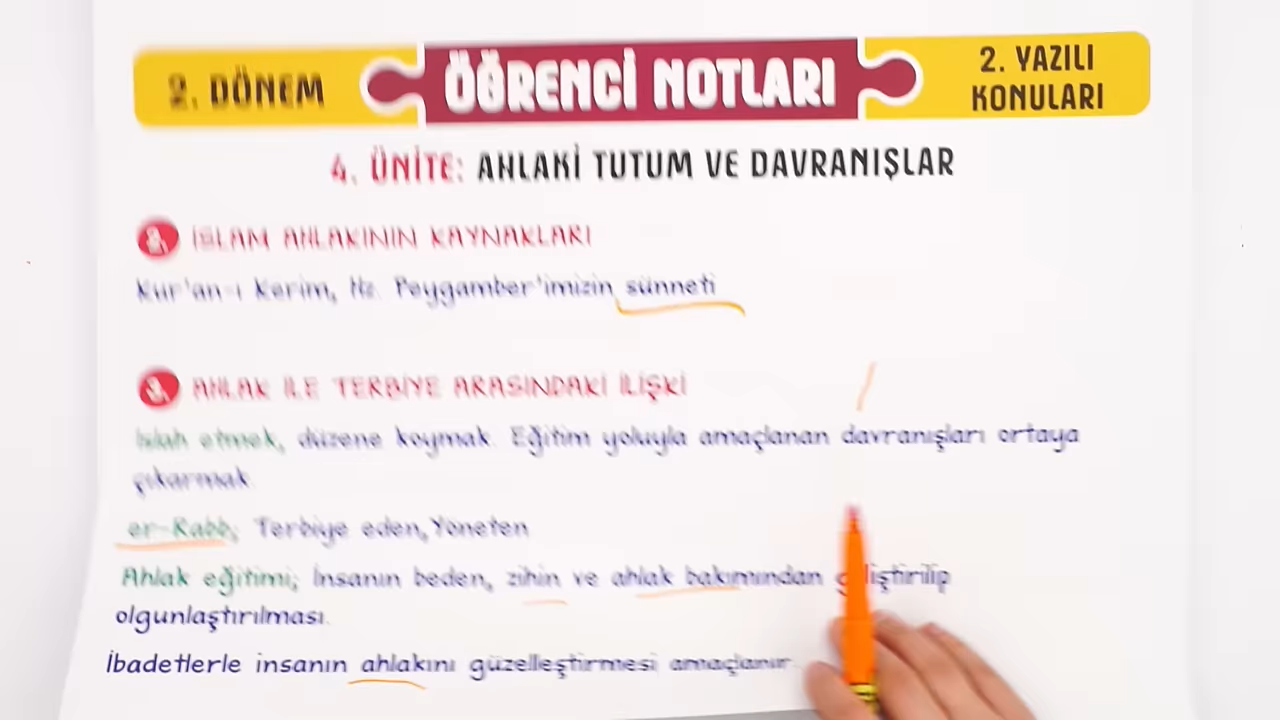 2. DÖNEM
ÖĞRENCİ NOTLARI
2. YAZILI
KONULARI
4. ÜNİTE: AHLAKİ TUTUM VE DAVRANIŞLAR
2. İSLAM AHLAKININ KAYNAKLARI
Kur'an-ı Kerim, Hz. Peygamber'imizin sünneti
3. AHLAK İLE TERBİYE ARASINDAKİ İLİŞKİ
Islah etmek, düzene koymak. Eğitim yoluyla amaçlanan davranışları ortaya
çıkarmak.
er-Rabb; Terbiye eden, Yöneten
Ahlak eğitimi; İnsanın beden, zihin ve ahlak bakımından geliştirilip
olgunlaştırılması.
İbadetlerle insanın ahlakını güzelleştirmesi amaçlanır.